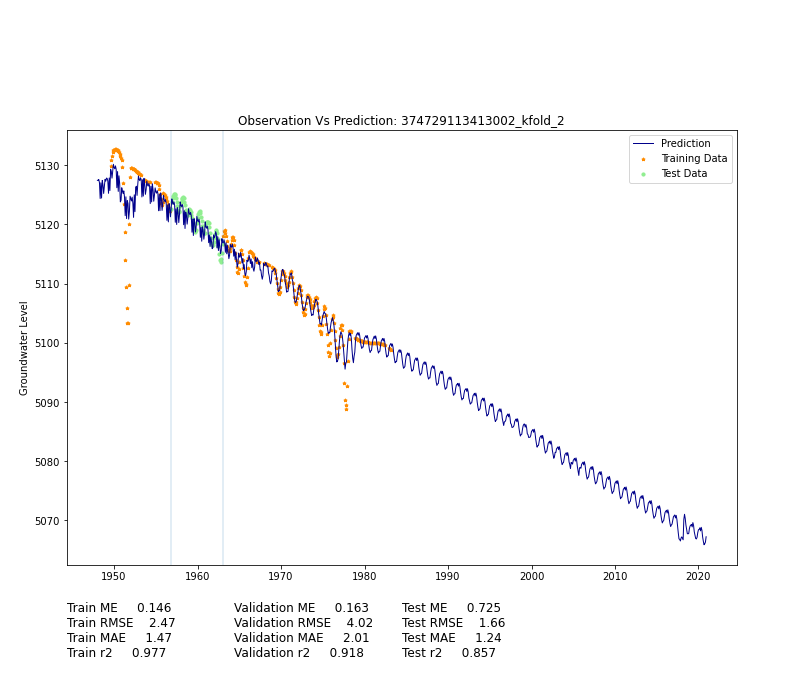 Observation Vs Prediction: 374729113413002_kfold_2
Prediction
Training Data
Test Data
Groundwater Level
5130
5120
5110
5100
5090
5080
5070
1950 1960 1970 1980 1990 2000 2010 2020
Train ME 0.146 Validation ME 0.163 Test ME 0.725
Train RMSE 2.47 Validation RMSE 4.02 Test RMSE 1.66
Train MAE 1.47 Validation MAE 2.01 Test MAE 1.24
Train r2 0.977 Validation r2 0.918 Test r2 0.857